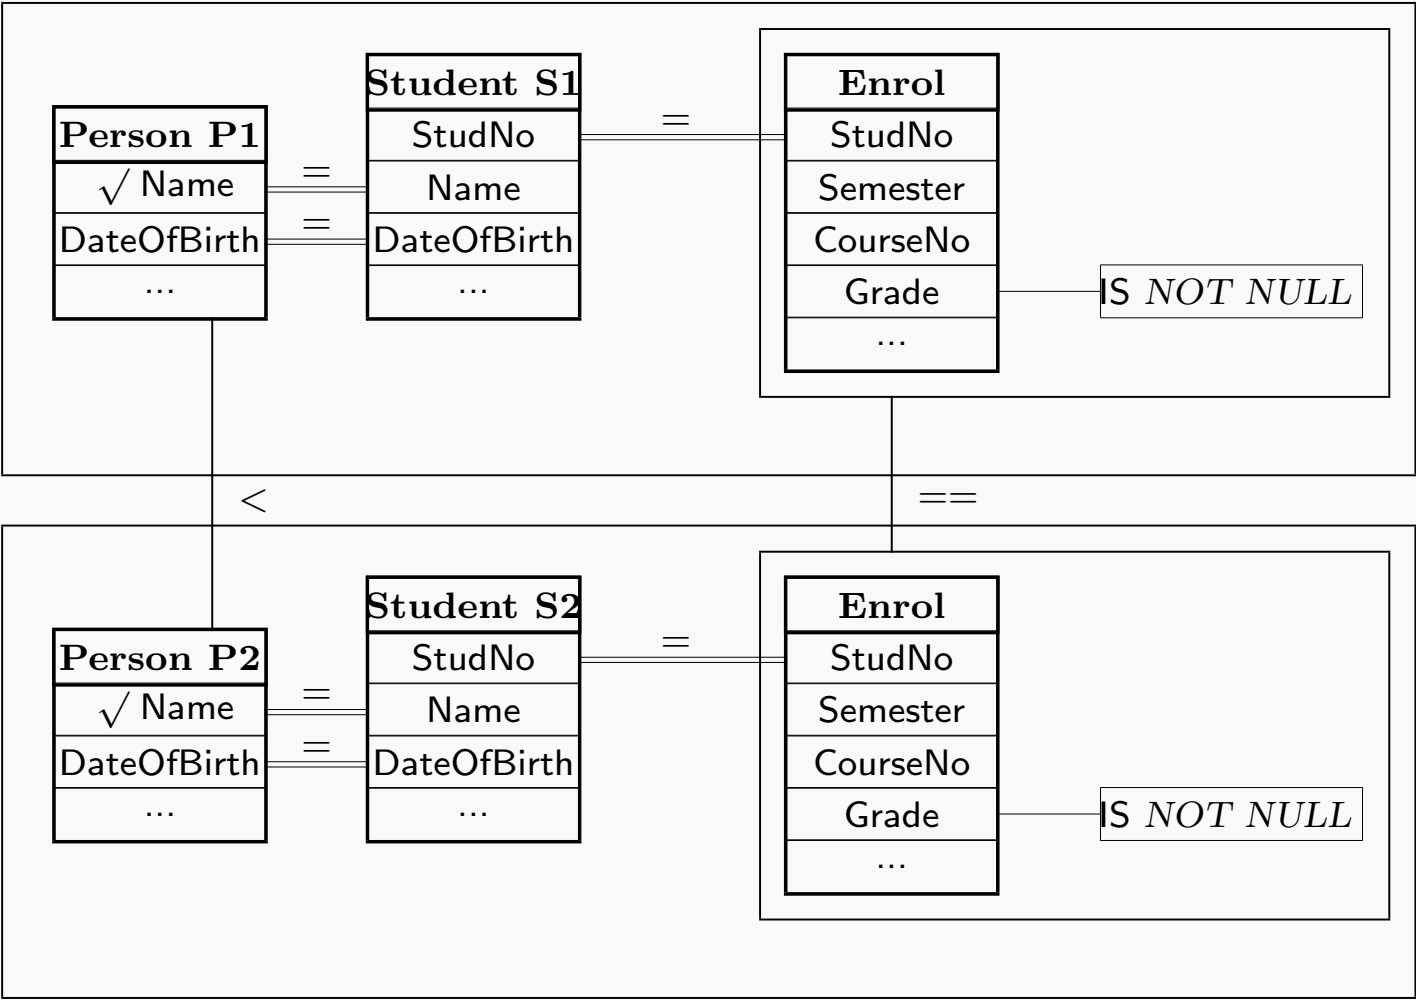 Student S1
Enrol
Person P1
StudNo
=
StudNo
√ Name
=
Name
Semester
DateOfBirth
=
DateOfBirth
CourseNo
...
...
Grade
IS NOT NULL
...
<
==
Student S2
Enrol
Person P2
StudNo
=
StudNo
√ Name
=
Name
Semester
DateOfBirth
=
DateOfBirth
CourseNo
...
...
Grade
IS NOT NULL
...